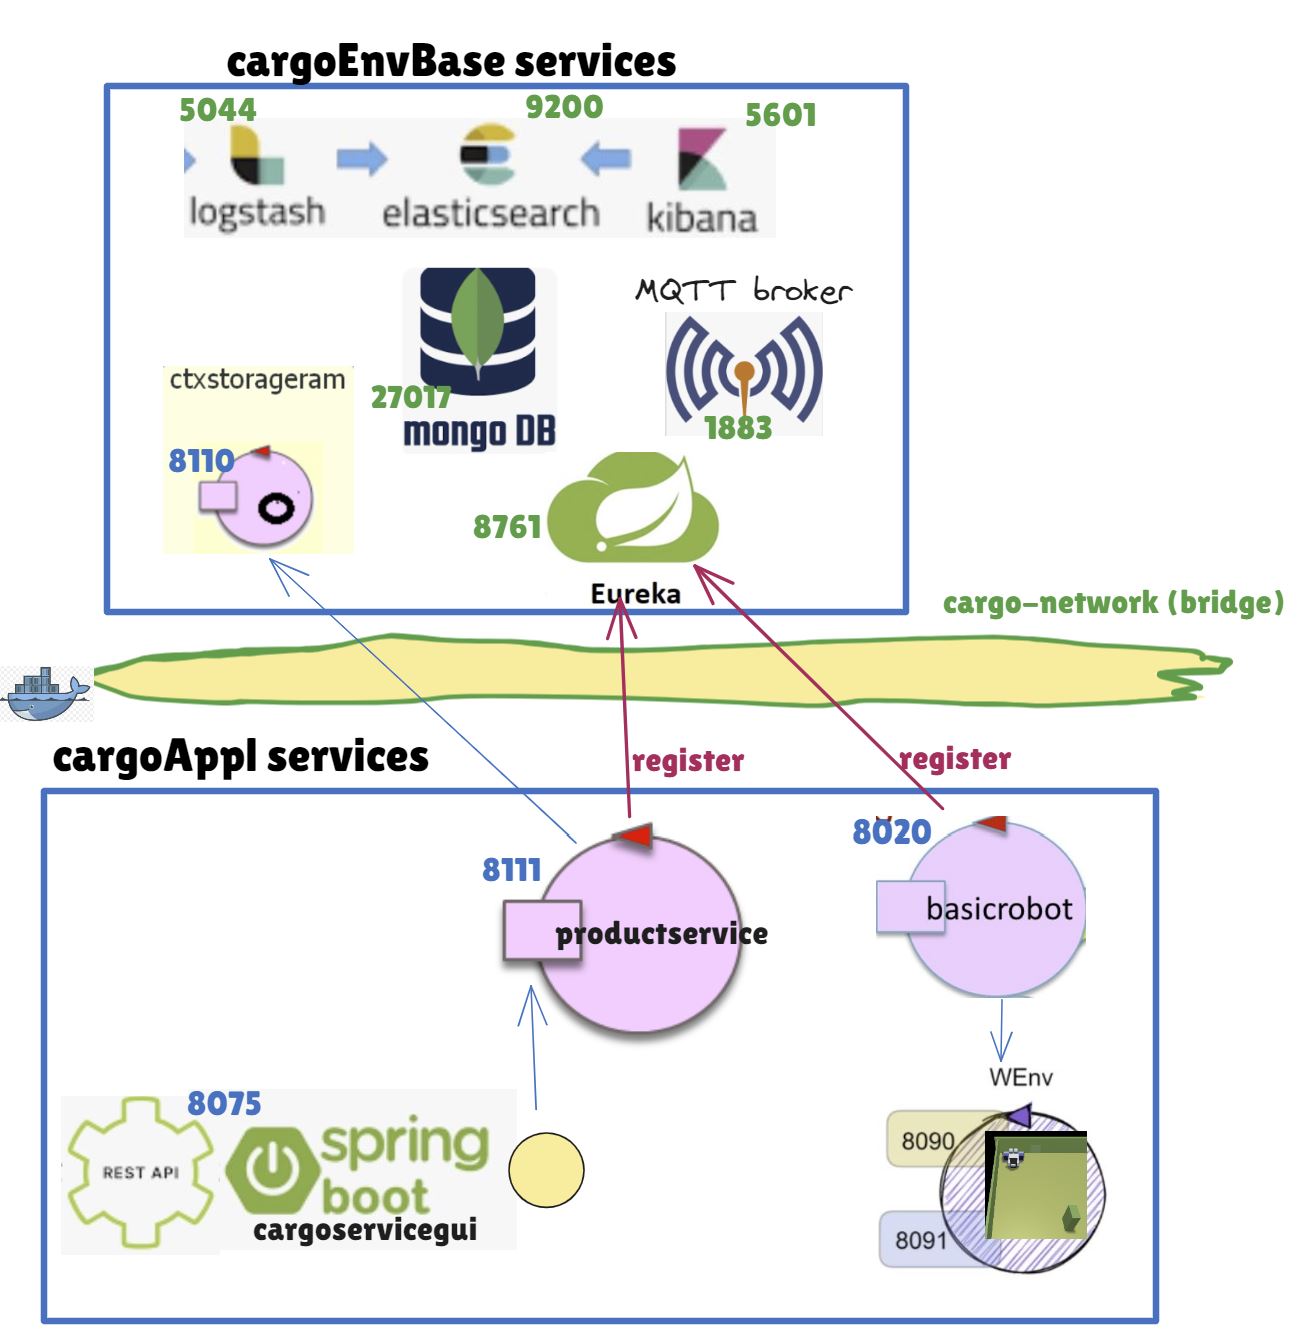 cargoEnvBase services
5044
9200
5601
logstash
elasticsearch
kibana
MQTT broker
ctxstorageram
27017
mongo DB
1883
8110
8761
Eureka
cargo-network (bridge)
cargoAppl services
register
register
8111
8020
productservice
basicrobot
WEnv
8075
REST API
spring
boot
cargoservicegui
8090
8091